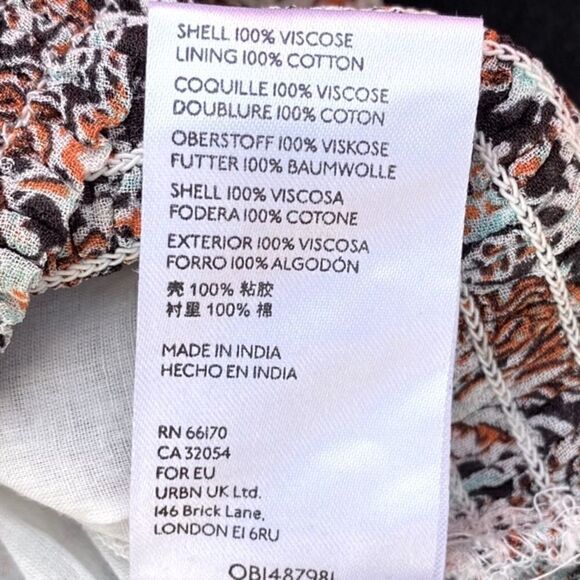 SHELL 100% VISCOSE
LINING 100% COTTON
COQUILLE 100% VISCOSE
DOUBLURE 100% COTON
OBERSTOFF 100% VISKOSE
FUTTER 100% BAUMWOLLE
SHELL 100% VISCOSA
FODERA 100% COTONE
EXTERIOR 100% VISCOSA
FORRO 100% ALGODÓN
壳 100% 粘胶
衬里 100% 棉
MADE IN INDIA
HECHO EN INDIA
RN 66170
CA 32054
FOR EU
URBN UK Ltd.
146 Brick Lane,
LONDON E1 6RU